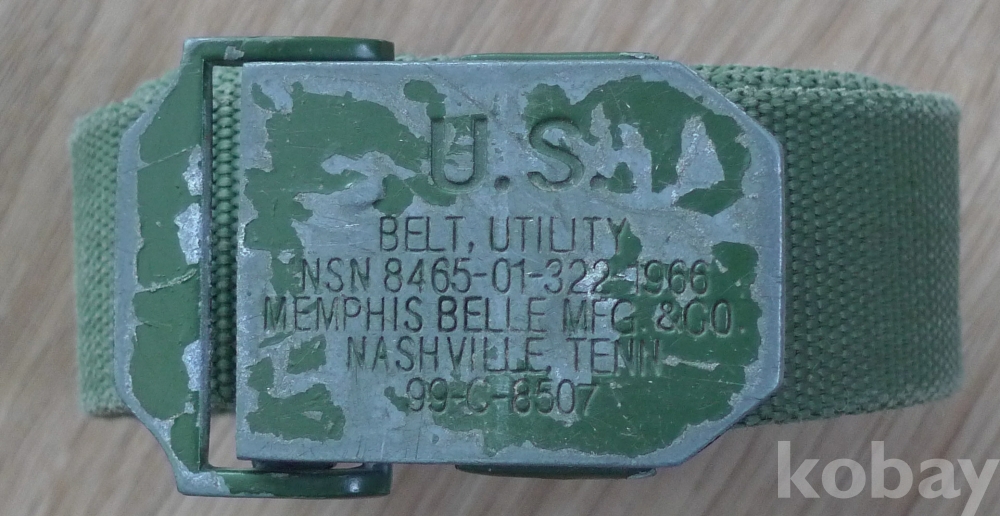 U.S.
BELT, UTILITY
NSN 8465-01-322-1966
MEMPHIS BELLE MFG. & CO.
NASHVILLE, TENN.
99-C-8507
kobay